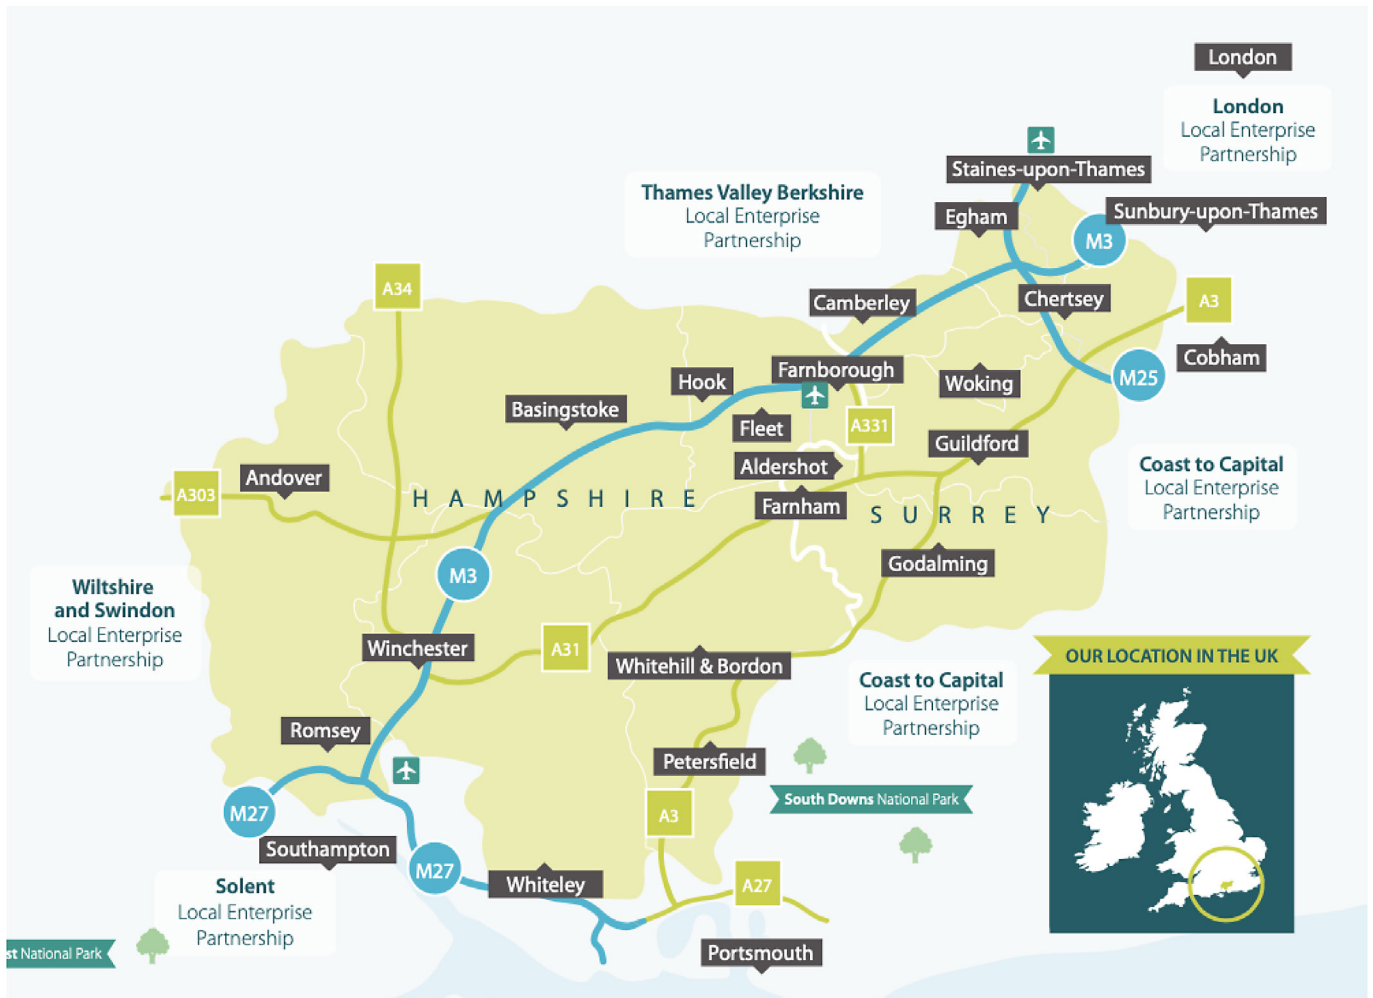 London
London
Local Enterprise
Partnership
Staines-upon-Thames
Thames Valley Berkshire
Local Enterprise
Partnership
Egham
Sunbury-upon-Thames
M3
A34
Camberley
Chertsey
A3
Cobham
Farnborough
Hook
Woking
M25
Basingstoke
Fleet
A331
Guildford
Aldershot
Andover
A303
Coast to Capital
Local Enterprise
Partnership
HAMPSHIRE
Farnham
SURREY
Godalming
M3
Wiltshire
and Swindon
Local Enterprise
Partnership
Winchester
A31
Whitehill & Bordon
OUR LOCATION IN THE UK
Coast to Capital
Local Enterprise
Partnership
Romsey
Petersfield
South Downs National Park
M27
A3
Southampton
M27
Whiteley
A27
Solent
Local Enterprise
Partnership
st National Park
Portsmouth